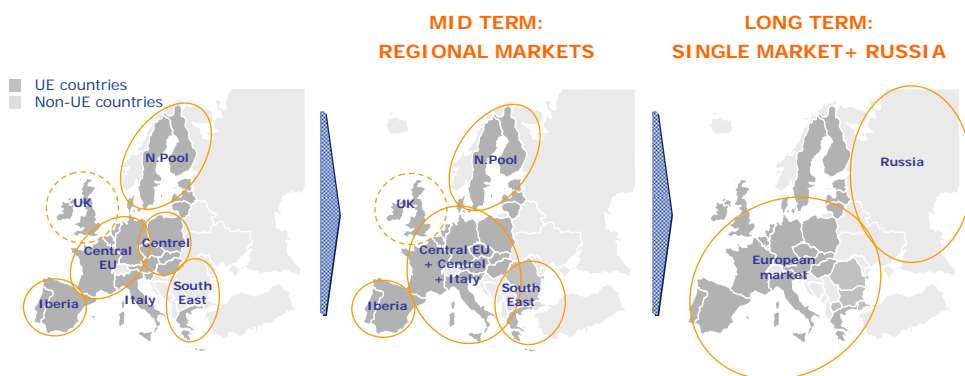 MID TERM:
REGIONAL MARKETS
LONG TERM:
SINGLE MARKET+ RUSSIA
UE countries
Non-UE countries
N.Pool
UK
Centrel
Central
EU
South
East
Iberia
Italy
N.Pool
UK
Central EU
+ Centrel
+ Italy
South
East
Iberia
Russia
European
market